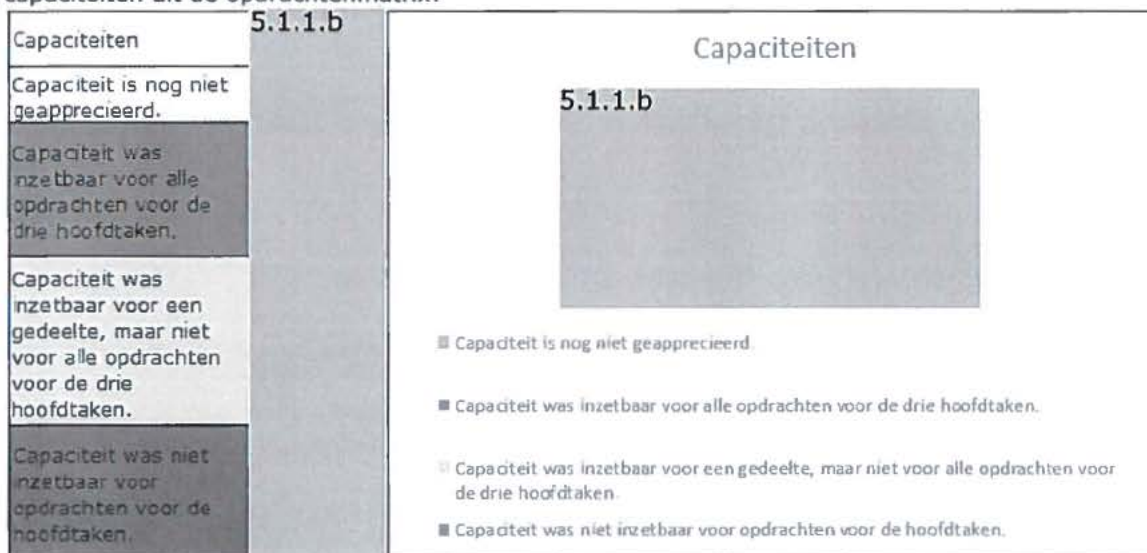 capaciteiten uit de
Capaciteiten
Capaciteit is nog niet
geapprecieerd.
Capaciteit was
inzetbaar voor alle
opdrachten voor de
drie hoofdtaken.
Capaciteit was
inzetbaar voor een
gedeelte, maar niet
voor alle opdrachten
voor de drie
hoofdtaken.
Capaciteit was niet
inzetbaar voor
opdrachten voor de
hoofdtaken.
5.1.1.b
Capaciteiten
5.1.1.b
Capaciteit is nog niet geapprecieerd.
Capaciteit was inzetbaar voor alle opdrachten voor de drie hoofdtaken.
Capaciteit was inzetbaar voor een gedeelte, maar niet voor alle opdrachten voor
de drie hoofdtaken.
Capaciteit was niet inzetbaar voor opdrachten voor de hoofdtaken.